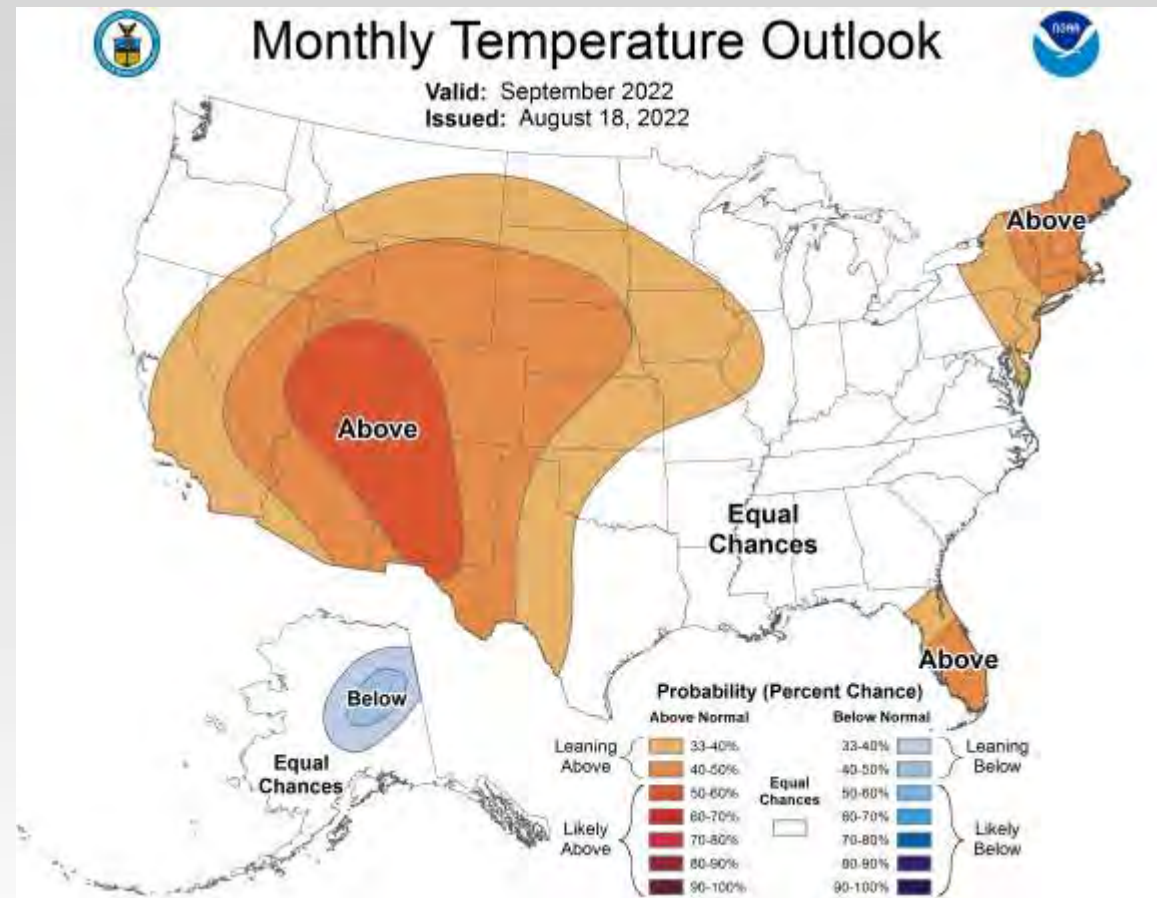 Monthly Temperature Outlook
Valid: September 2022
Issued: August 18, 2022
NOAA
Above
Above
Equal
Chances
Above
Below
Equal
Chances
Probability (Percent Chance)
Above Normal
Below Normal
Leaning
Above
33-40%
40-50%
Likely
Above
50-60%
60-70%
70-80%
80-90%
90-100%
Equal
Chances
33-40%
40-50%
Leaning
Below
50-60%
60-70%
70-80%
80-90%
90-100%
Likely
Below